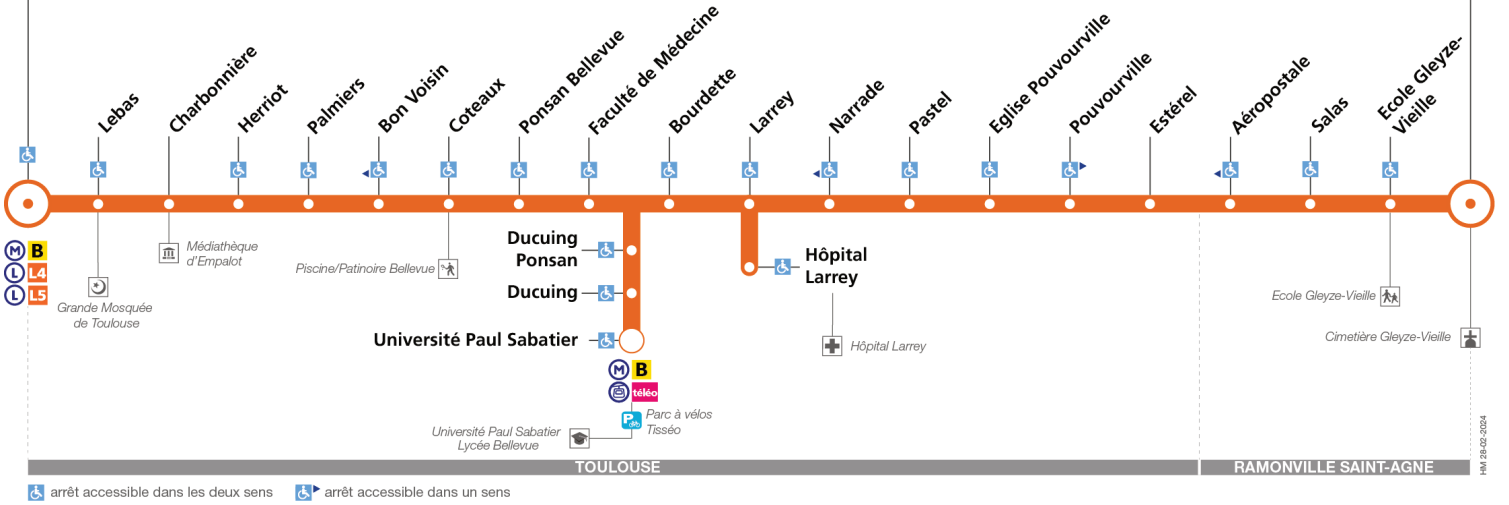 Lebas
Charbonnière
Herriot
Palmiers
Bon Voisin
Coteaux
Ponsan Bellevue
Faculté de Médecine
Bourdette
Larrey
Narrade
Pastel
Eglise Pouvourville
Pouvourville
Estérel
Aéropostale
Salas
Ecole Gleyze-
Vieille
M B
L L4
L L5
Grande Mosquée
de Toulouse
Médiathèque
d'Empalot
Piscine/Patinoire Bellevue
Ducuing
Ponsan
Ducuing
Université Paul Sabatier
M B
téléo
P
Parc à vélos
Tisséo
Université Paul Sabatier
Lycée Bellevue
Hôpital
Larrey
Hôpital Larrey
Ecole Gleyze-Vieille
Cimetière Gleyze-Vieille
HM 28-02-2024
TOULOUSE
RAMONVILLE SAINT-AGNE
arrêt accessible dans les deux sens
arrêt accessible dans un sens